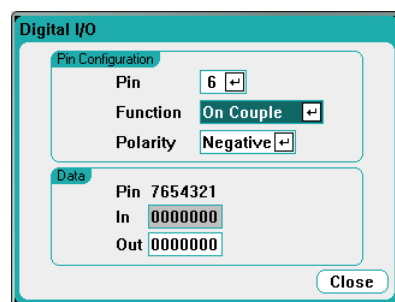 Digital I/O
Pin Configuration
Pin 6
Function On Couple
Polarity Negative
Data
Pin 7654321
In 0000000
Out 0000000
Close